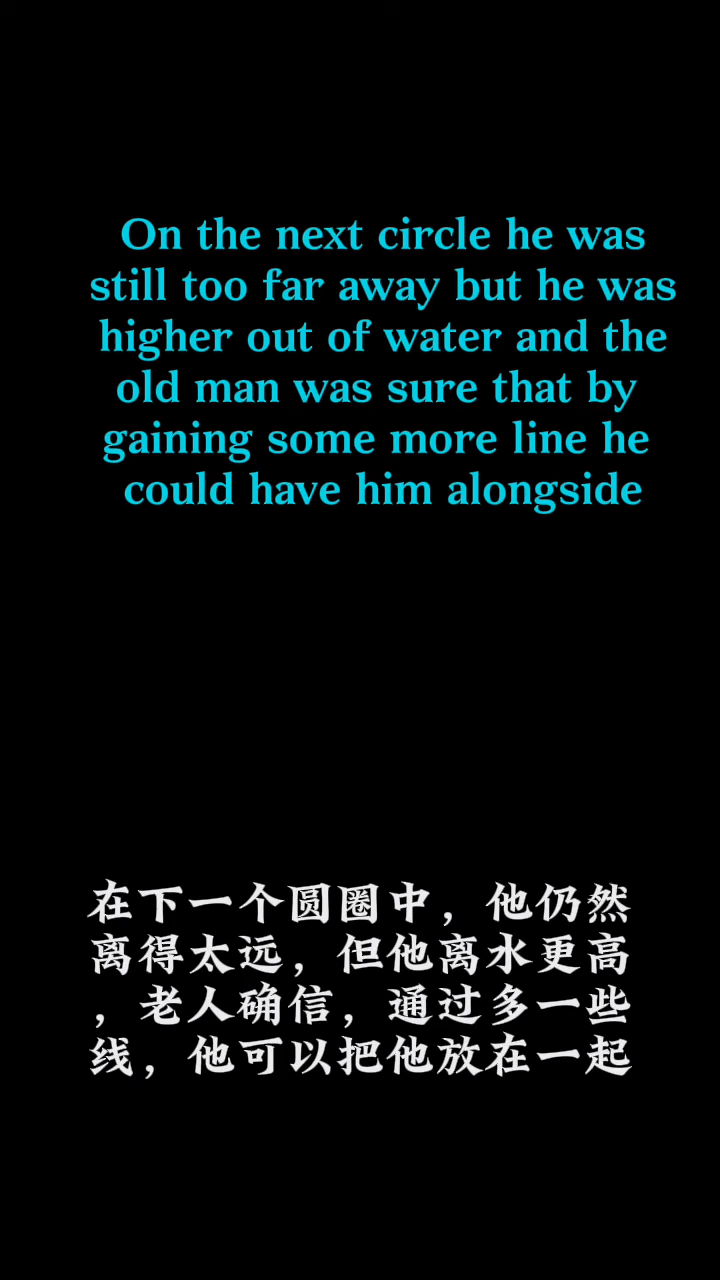 On the next circle he was
still too far away but he was
higher out of water and the
old man was sure that by
gaining some more line he
could have him alongside
在下一个圆圈中，他仍然
离得太远，但他离水更高
，老人确信，通过多一些
线，他可以把他放在一起